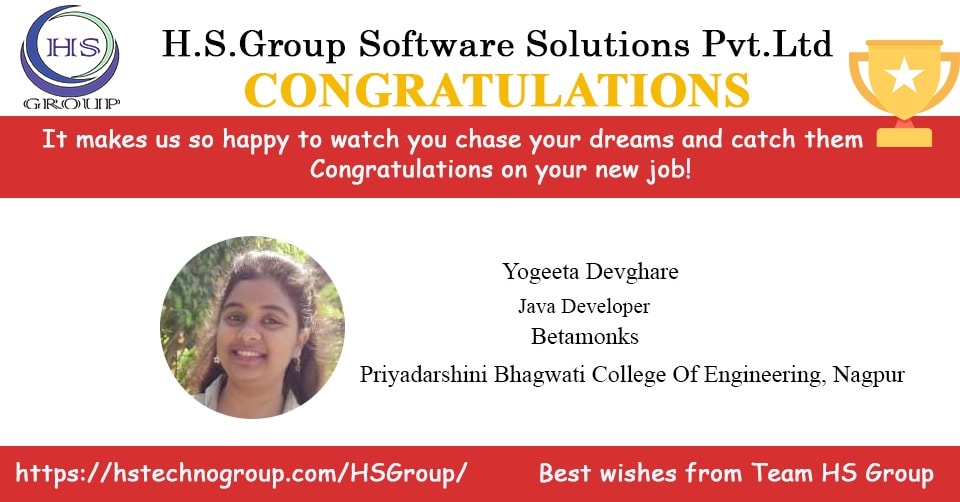 HS
GROUP
H.S.Group Software Solutions Pvt.Ltd
CONGRATULATIONS
It makes us so happy to watch you chase your dreams and catch them
Congratulations on your new job!
Yogeeta Devghare
Java Developer
Betamonks
Priyadarshini Bhagwati College Of Engineering, Nagpur
https://hstechnogroup.com/HSGroup/
Best wishes from Team HS Group